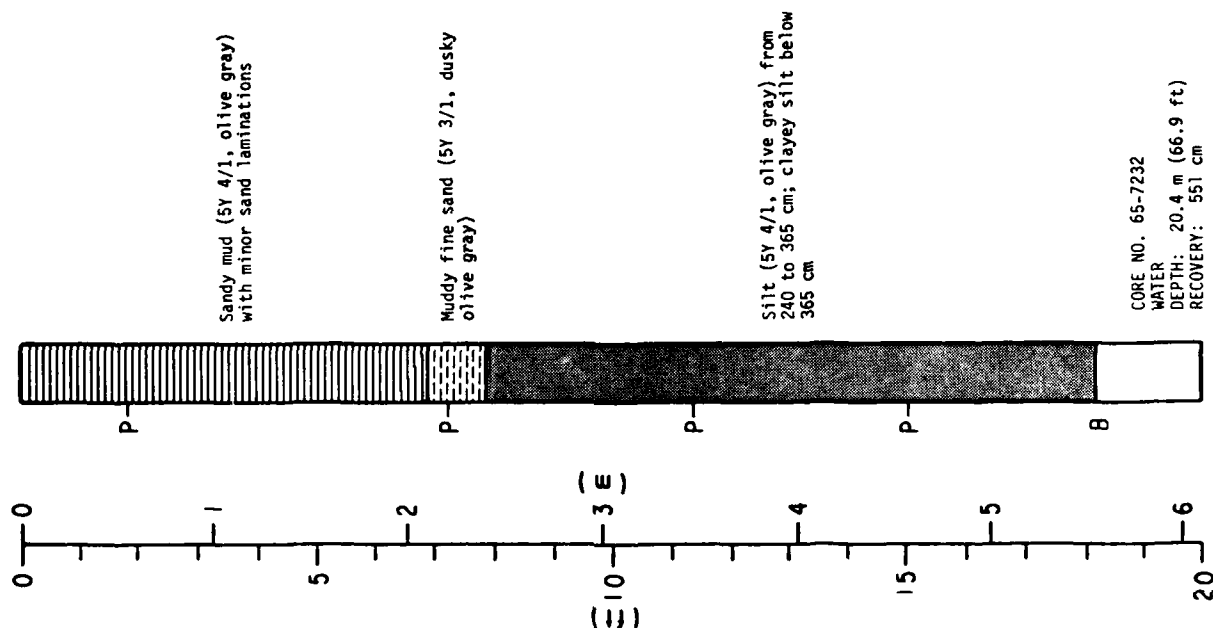 Sandy mud (5Y 4/1, olive gray)
with minor sand laminations
Muddy fine sand (5Y 3/1, dusky
olive gray)
Silt (5Y 4/1, olive gray) from
240 to 365 cm; clayey silt below
365 cm
CORE NO. 65-7232
WATER
DEPTH: 20.4 m (66.9 ft)
RECOVERY: 551 cm
P
P
P
P
B
(m)
0
1
2
3
4
5
6
(ft)
0
5
10
15
20